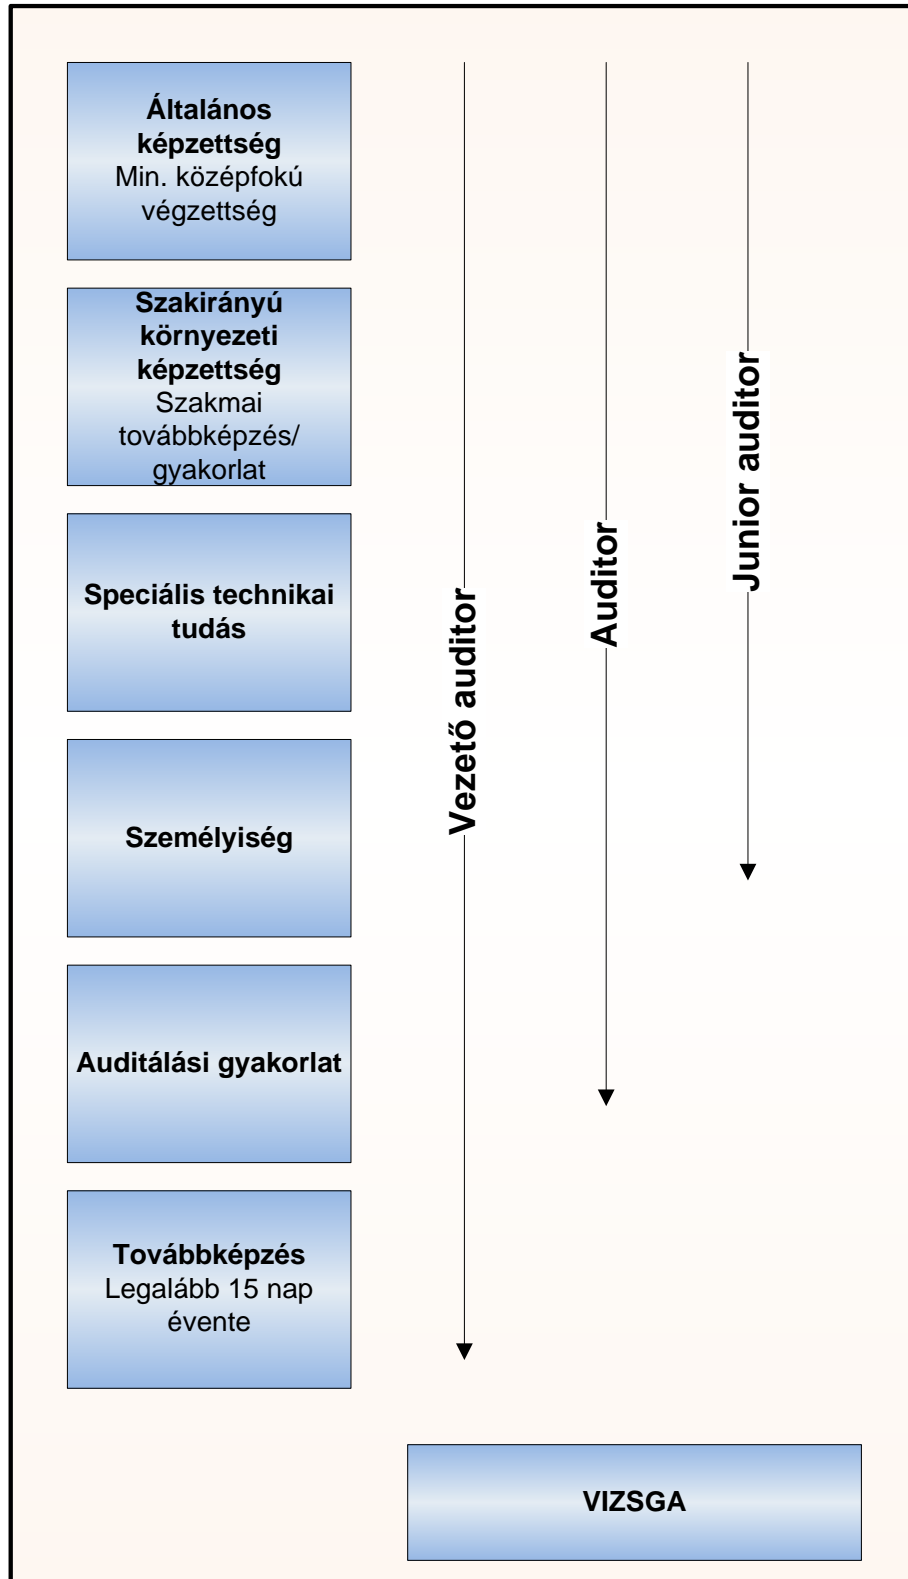 Általános
képzettség
Min. középfokú
végzettség
Szakirányú
környezeti
képzettség
Szakmai
továbbképzés/
gyakorlat
Speciális technikai
tudás
Személyiség
Auditálási gyakorlat
Továbbképzés
Legalább 15 nap
évente
Vezető auditor
Auditor
Junior auditor
VIZSGA